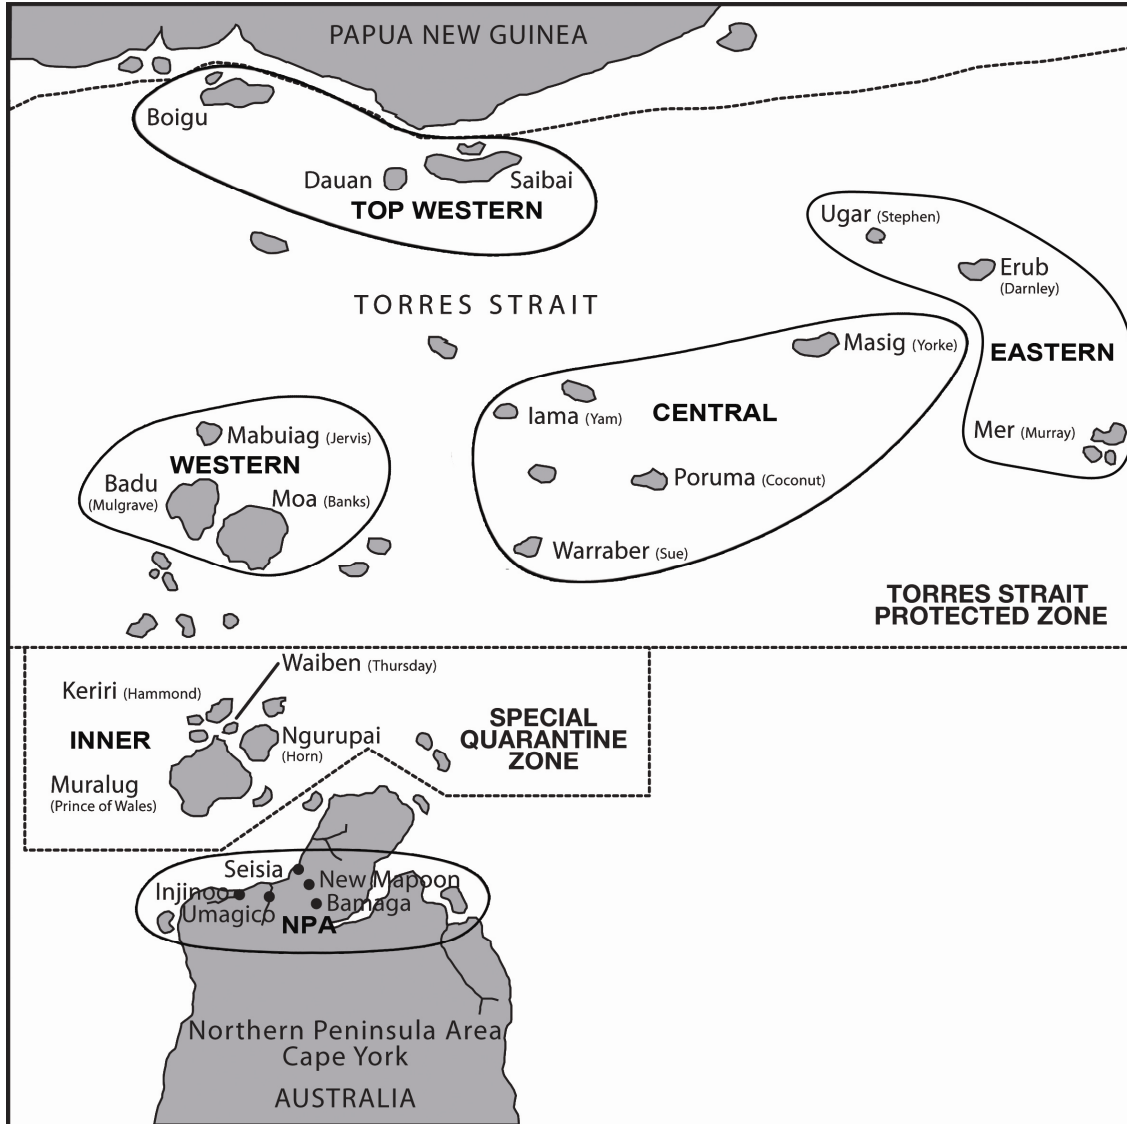 PAPUA NEW GUINEA
Boigu
Dauan
Saibai
TOP WESTERN
Ugar (Stephen)
Erub
(Darnley)
TORRES STRAIT
Masig (Yorke)
EASTERN
Iama (Yam)
CENTRAL
Mer (Murray)
Mabuiag (Jervis)
WESTERN
Badu
(Mulgrave)
Moa (Banks)
Poruma (Coconut)
Warraber (Sue)
TORRES STRAIT
PROTECTED ZONE
Waiben (Thursday)
Keriri (Hammond)
INNER
Ngurupai
(Horn)
SPECIAL
QUARANTINE
ZONE
Muralug
(Prince of Wales)
Seisia
New Mapoon
Injinoo
Bamaga
Umagico
NPA
Northern Peninsula Area
Cape York
AUSTRALIA